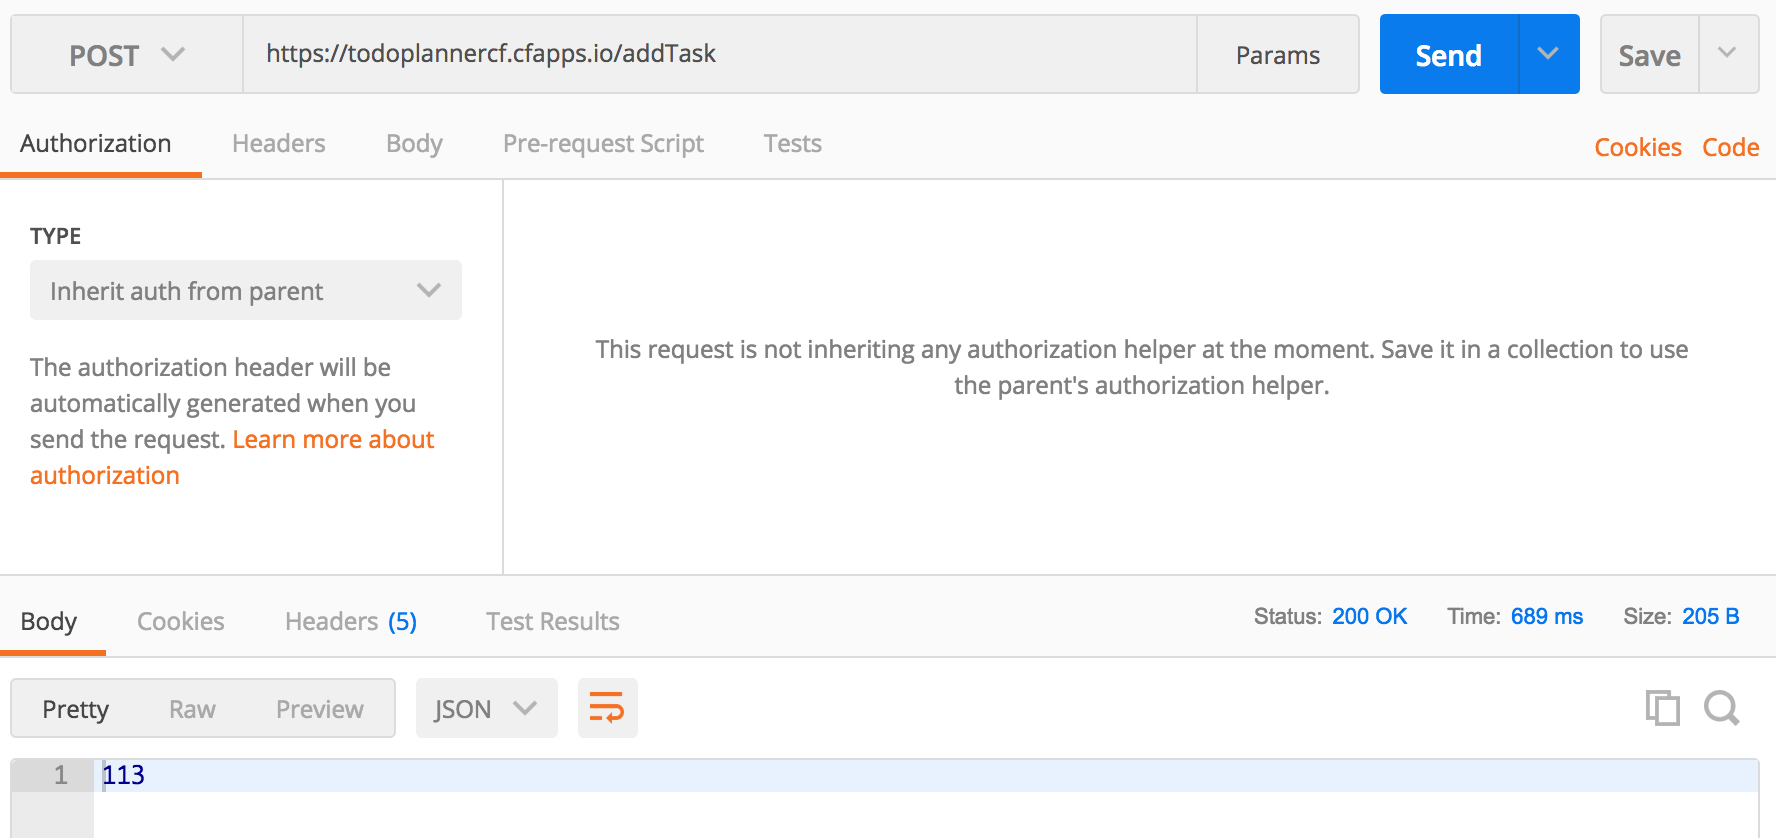 POST https://todoplannercf.cfapps.io/addTask Params Send Save
Authorization Headers Body Pre-request Script Tests Cookies Code
TYPE
Inherit auth from parent
The authorization header will be
automatically generated when you
send the request. Learn more about
authorization
This request is not inheriting any authorization helper at the moment. Save it in a collection to use
the parent's authorization helper.
Body Cookies Headers (5) Test Results Status: 200 OK Time: 689 ms Size: 205 B
Pretty Raw Preview JSON
1 113